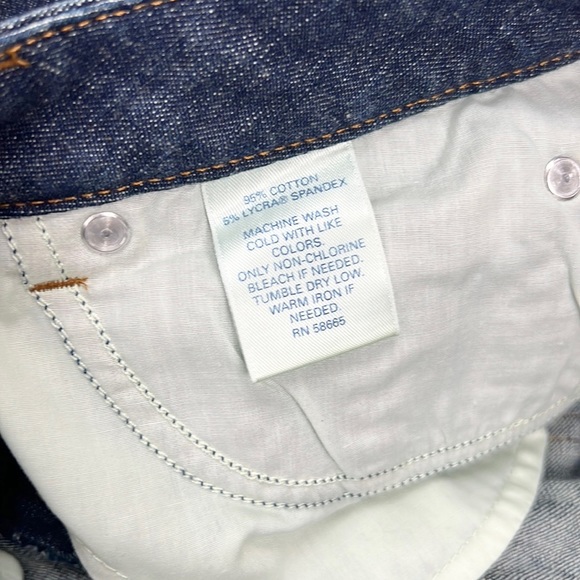 95% COTTON
5% LYCRA® SPANDEX
MACHINE WASH
COLD WITH LIKE
COLORS.
ONLY NON-CHLORINE
BLEACH IF NEEDED.
TUMBLE DRY LOW.
WARM IRON IF
NEEDED.
RN 58665